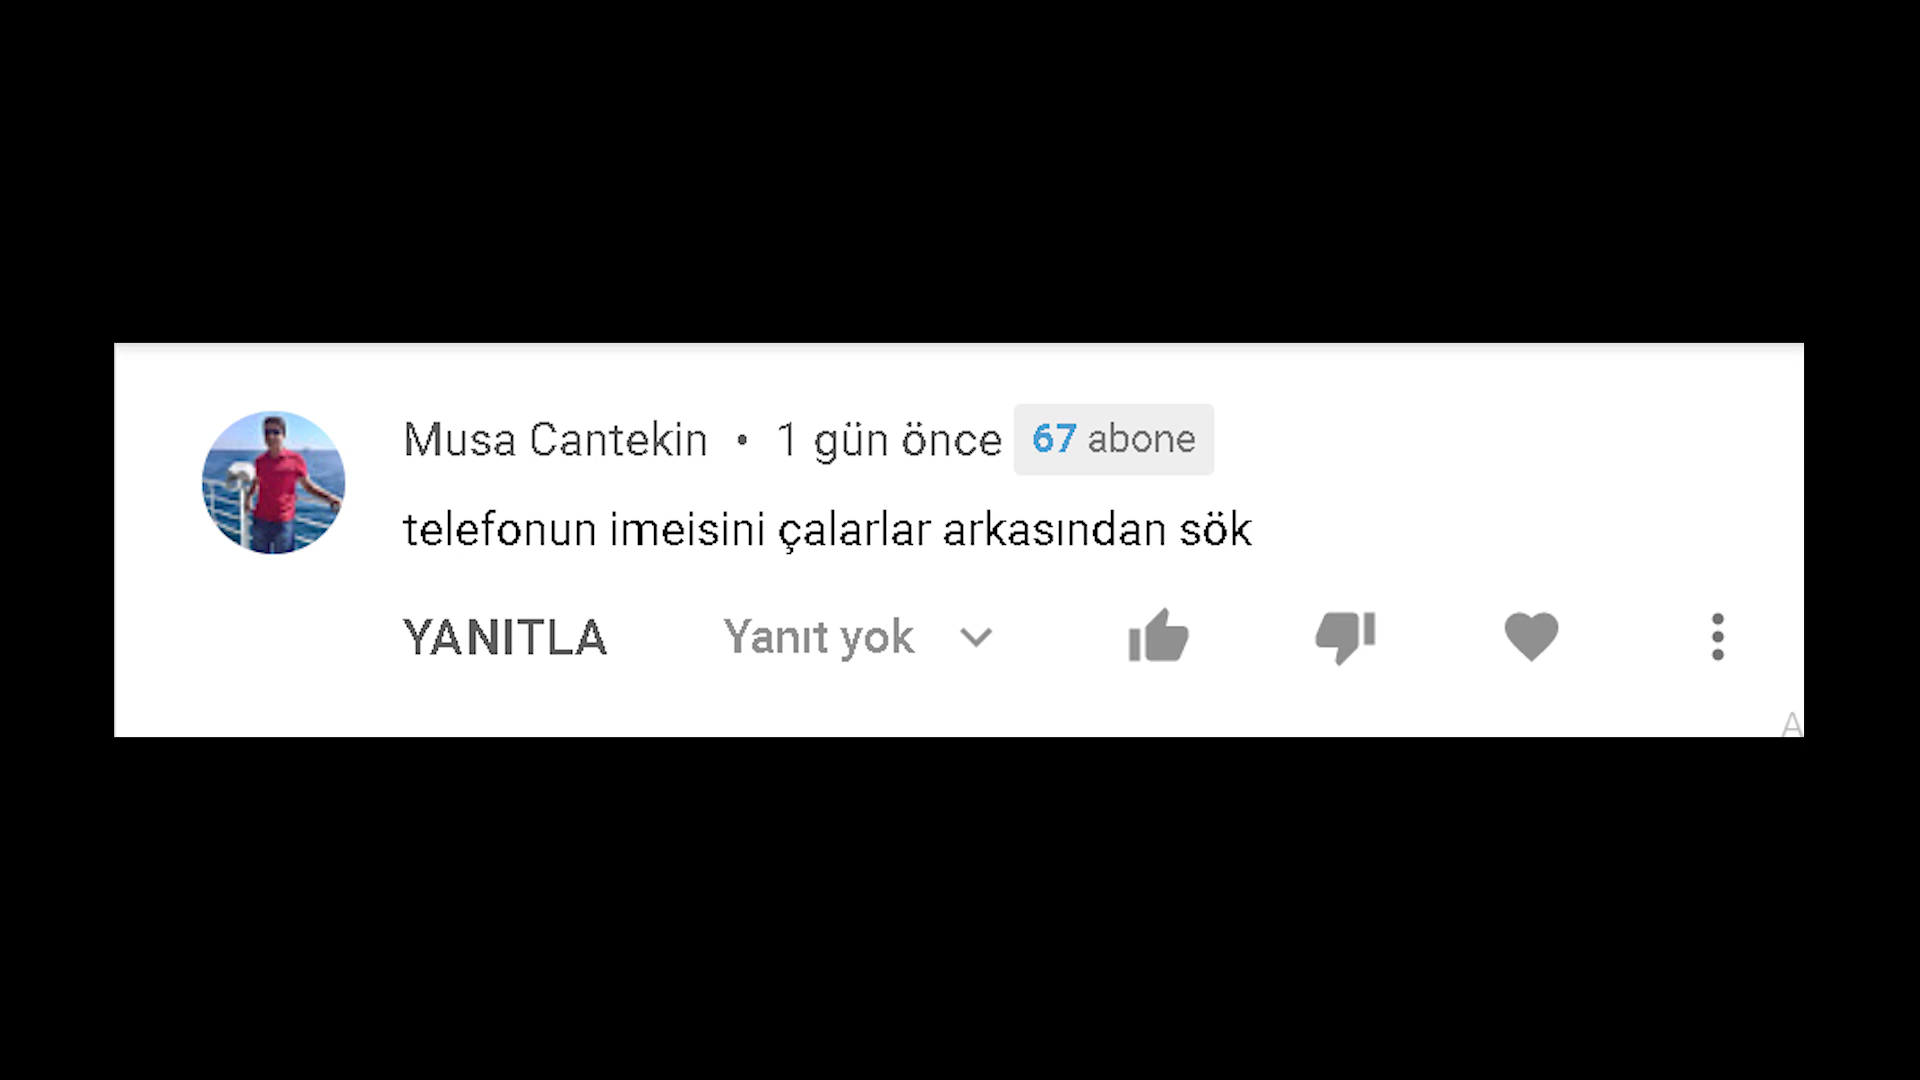 Musa Cantekin • 1 gün önce 67 abone
telefonun imeisini çalarlar arkasından sök
YANITLA Yanıt yok
A